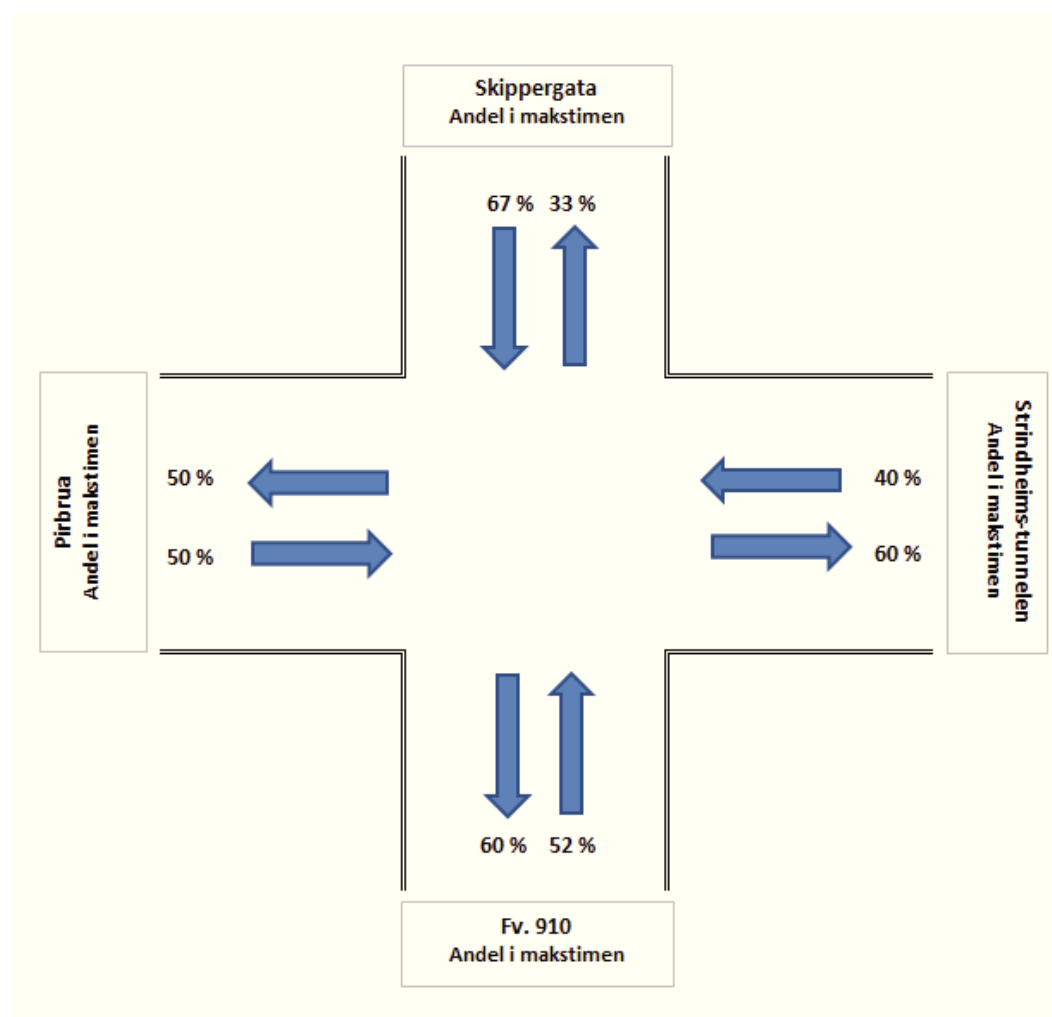 Skippergata
Andel i makstimen
67 % 33 %
Pirbrua
Andel i makstimen
50 %
50 %
40 %
60 %
Strindheims-tunnelen
Andel i makstimen
60 % 52 %
Fv. 910
Andel i makstimen